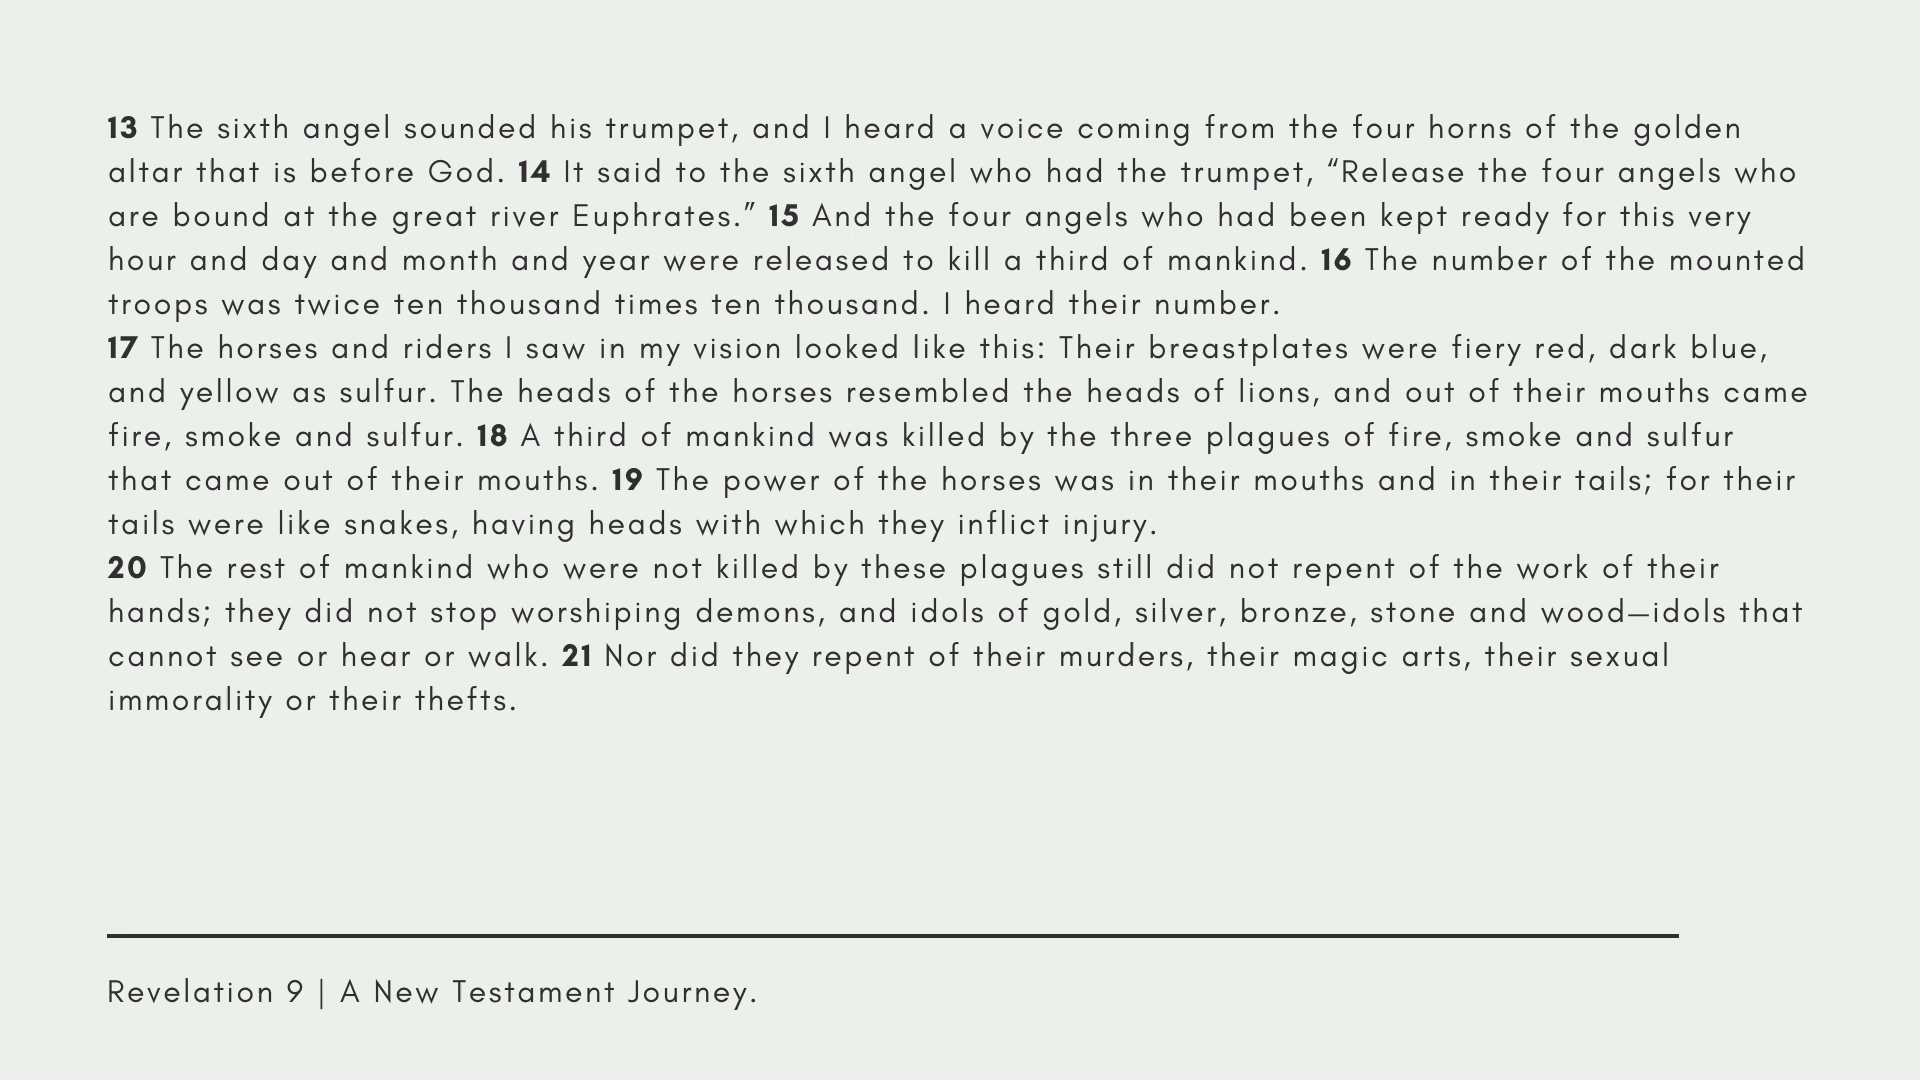 13 The sixth angel sounded his trumpet, and I heard a voice coming from the four horns of the golden
altar that is before God. 14 It said to the sixth angel who had the trumpet, “Release the four angels who
are bound at the great river Euphrates.” 15 And the four angels who had been kept ready for this very
hour and day and month and year were released to kill a third of mankind. 16 The number of the mounted
troops was twice ten thousand times ten thousand. I heard their number.
17 The horses and riders I saw in my vision looked like this: Their breastplates were fiery red, dark blue,
and yellow as sulfur. The heads of the horses resembled the heads of lions, and out of their mouths came
fire, smoke and sulfur. 18 A third of mankind was killed by the three plagues of fire, smoke and sulfur
that came out of their mouths. 19 The power of the horses was in their mouths and in their tails; for their
tails were like snakes, having heads with which they inflict injury.
20 The rest of mankind who were not killed by these plagues still did not repent of the work of their
hands; they did not stop worshiping demons, and idols of gold, silver, bronze, stone and wood—idols that
cannot see or hear or walk. 21 Nor did they repent of their murders, their magic arts, their sexual
immorality or their thefts.
Revelation 9 | A New Testament Journey.